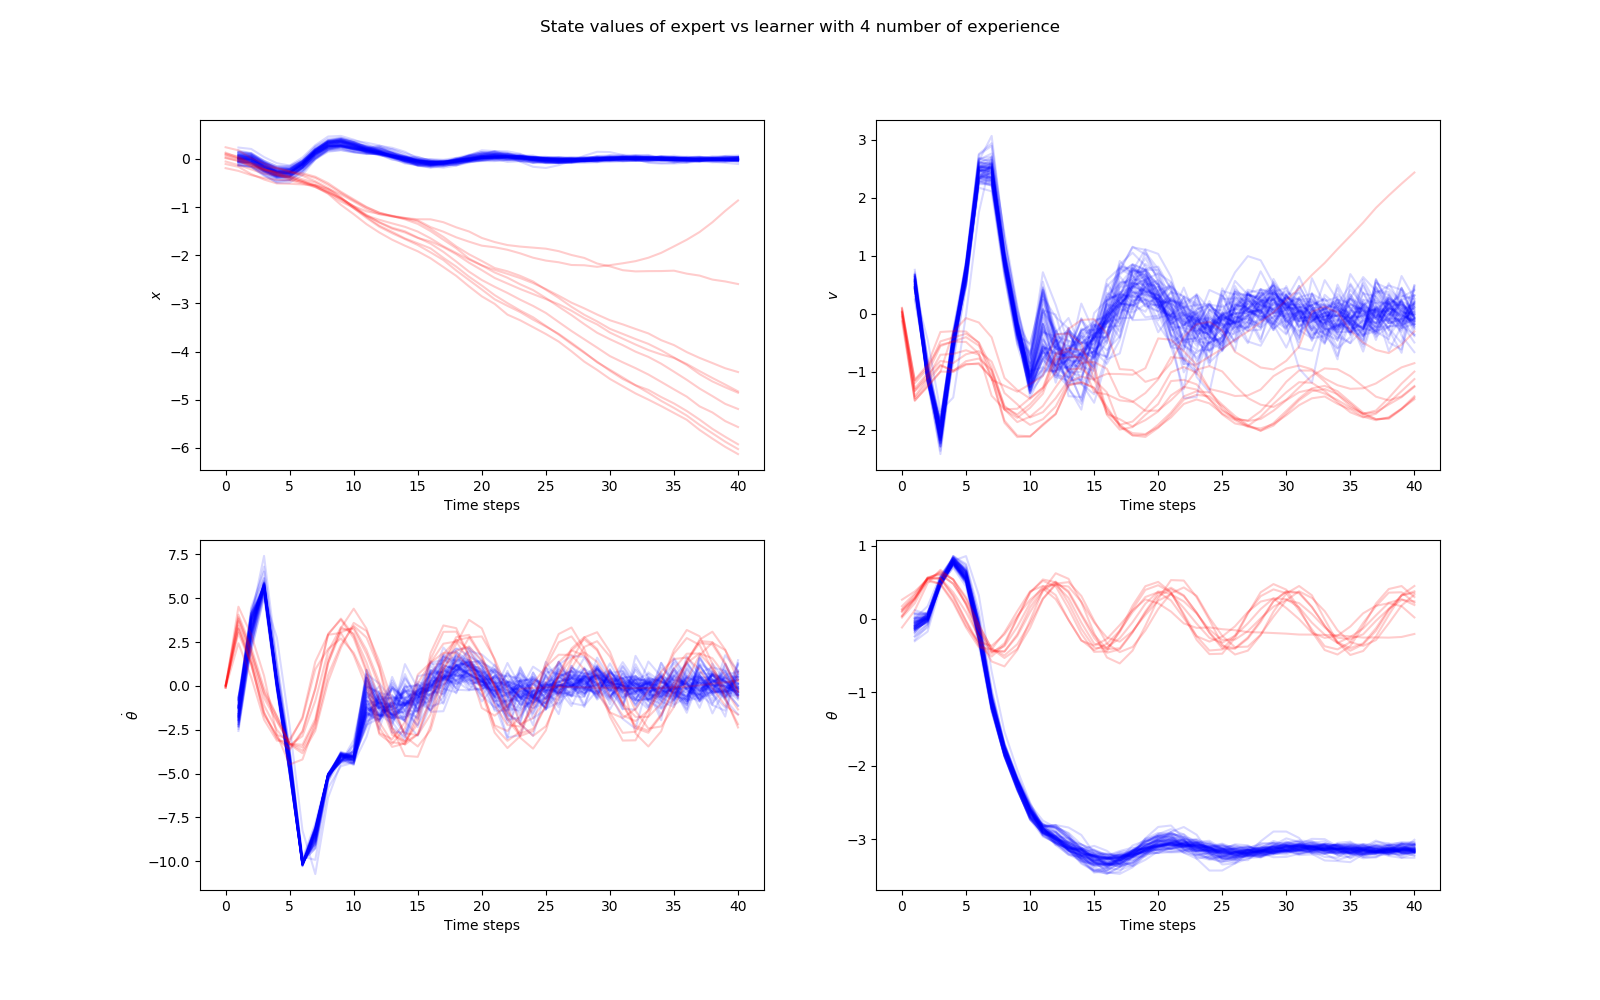 State values of expert vs learner with 4 number of experience
0
−1
−2
−3
−4
−5
−6
x
0 5 10 15 20 25 30 35 40
Time steps
3
2
1
0
−1
−2
v
0 5 10 15 20 25 30 35 40
Time steps
7.5
5.0
2.5
0.0
−2.5
−5.0
−7.5
−10.0
θ̇
0 5 10 15 20 25 30 35 40
Time steps
1
0
−1
−2
−3
θ
0 5 10 15 20 25 30 35 40
Time steps